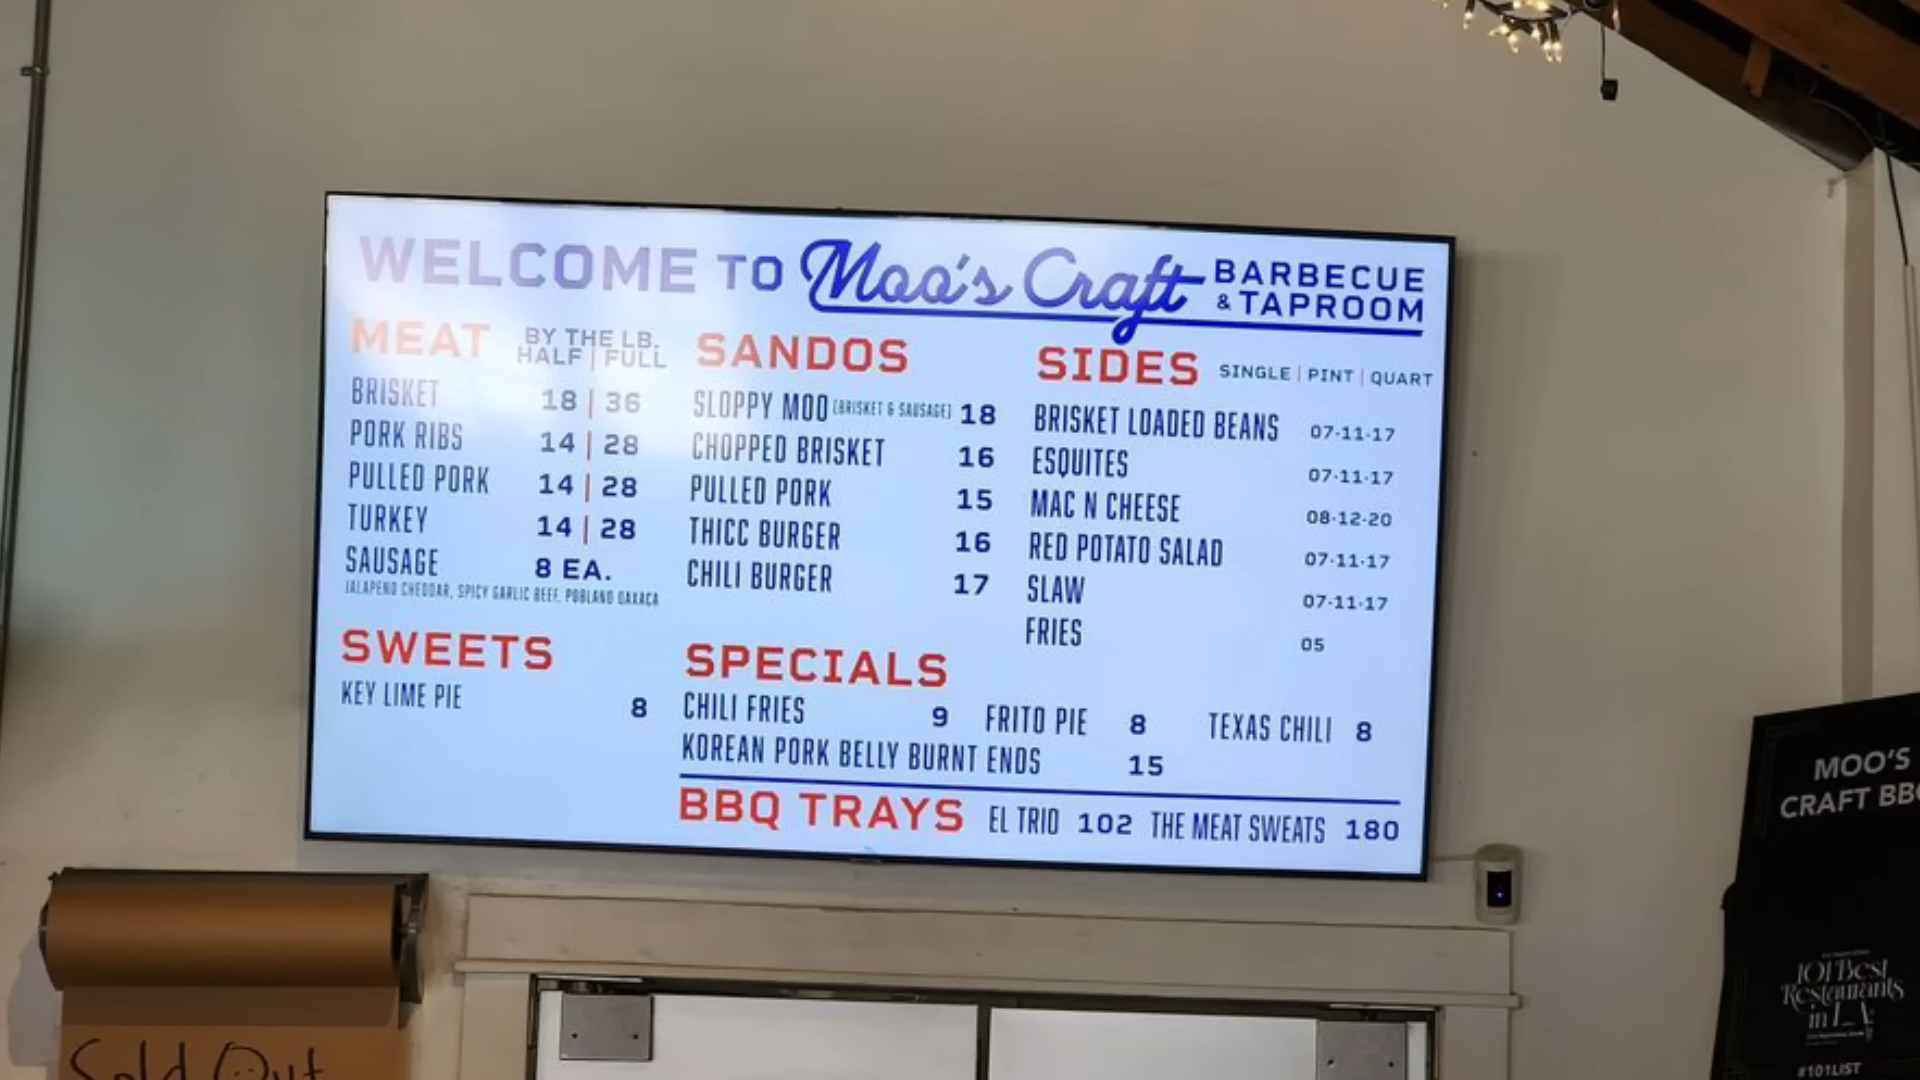 WELCOME TO Moo's Craft BARBECUE & TAPROOM
MEAT BY THE LB. HALF | FULL
BRISKET 18 | 36
PORK RIBS 14 | 28
PULLED PORK 14 | 28
TURKEY 14 | 28
SAUSAGE 8 EA.
JALAPENO CHEDDAR, SPICY GARLIC BEEF, POBLANO OAXACA
SANDOS
SLOPPY MOO (BRISKET & SAUSAGE) 18
CHOPPED BRISKET 16
PULLED PORK 15
THICC BURGER 16
CHILI BURGER 17
SIDES SINGLE | PINT | QUART
BRISKET LOADED BEANS 07·11·17
ESQUITES 07·11·17
MAC N CHEESE 08·12·20
RED POTATO SALAD 07·11·17
SLAW 07·11·17
FRIES 05
SWEETS
KEY LIME PIE 8
SPECIALS
CHILI FRIES 9 FRITO PIE 8 TEXAS CHILI 8
KOREAN PORK BELLY BURNT ENDS 15
BBQ TRAYS EL TRIO 102 THE MEAT SWEATS 180
MOO'S
CRAFT BBQ
101 Best
Restaurants
in L.A.
#101LIST
Sold Out